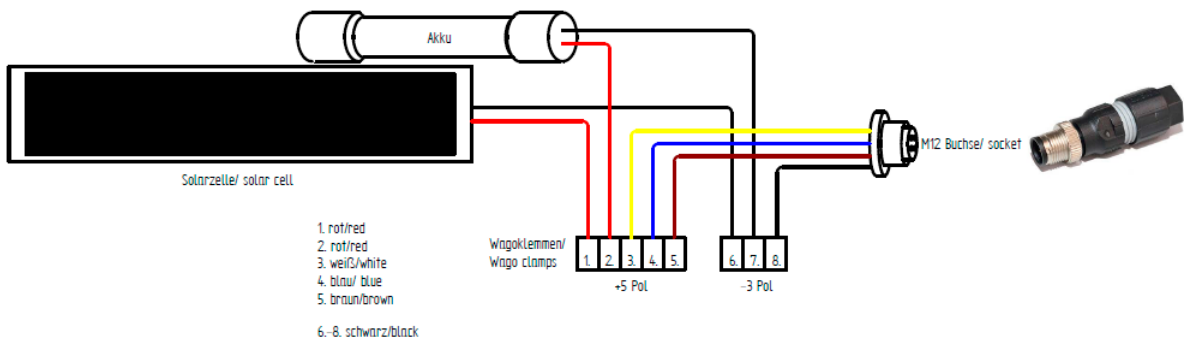 Akku
Solarzelle/ solar cell
M12 Buchse/ socket
1. rot/red
2. rot/red
3. weiß/white
4. blau/ blue
5. braun/brown
6.-8. schwarz/black
Wagoklemmen/
Wago clamps
1. 2. 3. 4. 5.
6. 7. 8.
+5 Pol
-3 Pol